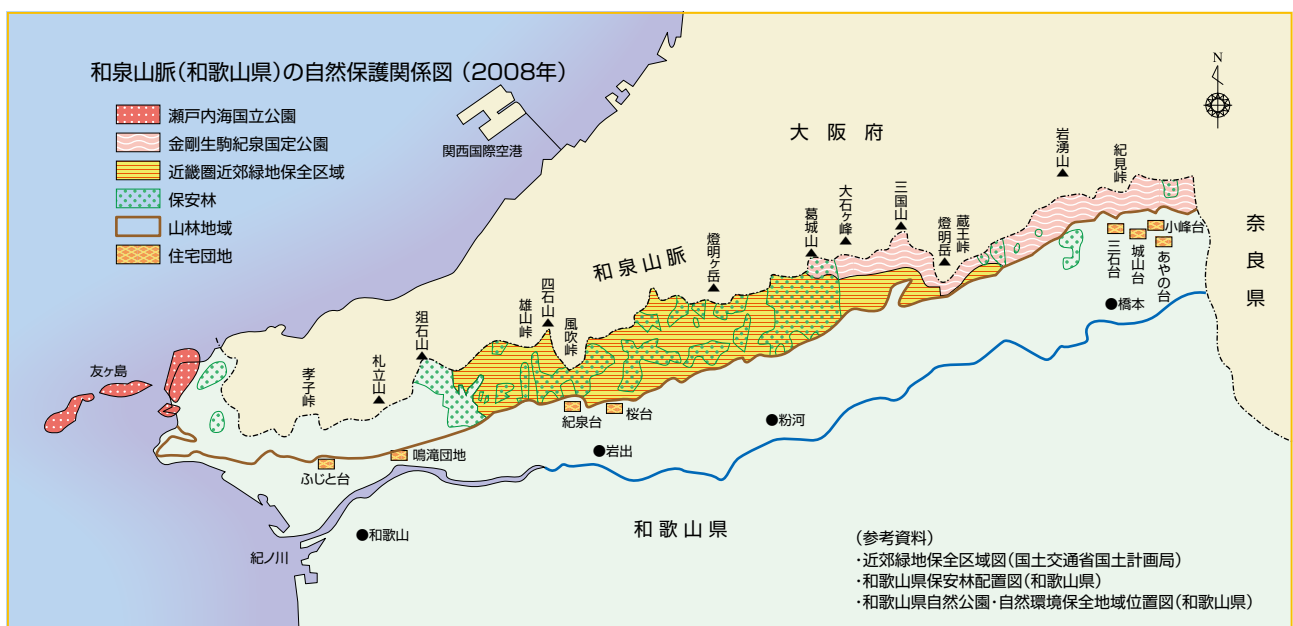 和泉山脈(和歌山県)の自然保護関係図 (2008年)
瀬戸内海国立公園
金剛生駒紀泉国定公園
近畿圏近郊緑地保全区域
保安林
山林地域
住宅団地
関西国際空港
大阪府
N
奈良県
和泉山脈
岩湧山
紀見峠
三国山
大石ヶ峰
葛城山
燈明岳
蔵王峠
燈明ヶ岳
四石山
雄山峠
風吹峠
俎石山
札立山
孝子峠
友ヶ島
小峰台
三石台
城山台
あやの台
橋本
紀泉台
桜台
粉河
岩出
鳴滝団地
ふじと台
和歌山
紀ノ川
和歌山県
(参考資料)
・近郊緑地保全区域図(国土交通省国土計画局)
・和歌山県保安林配置図(和歌山県)
・和歌山県自然公園・自然環境保全地域位置図(和歌山県)